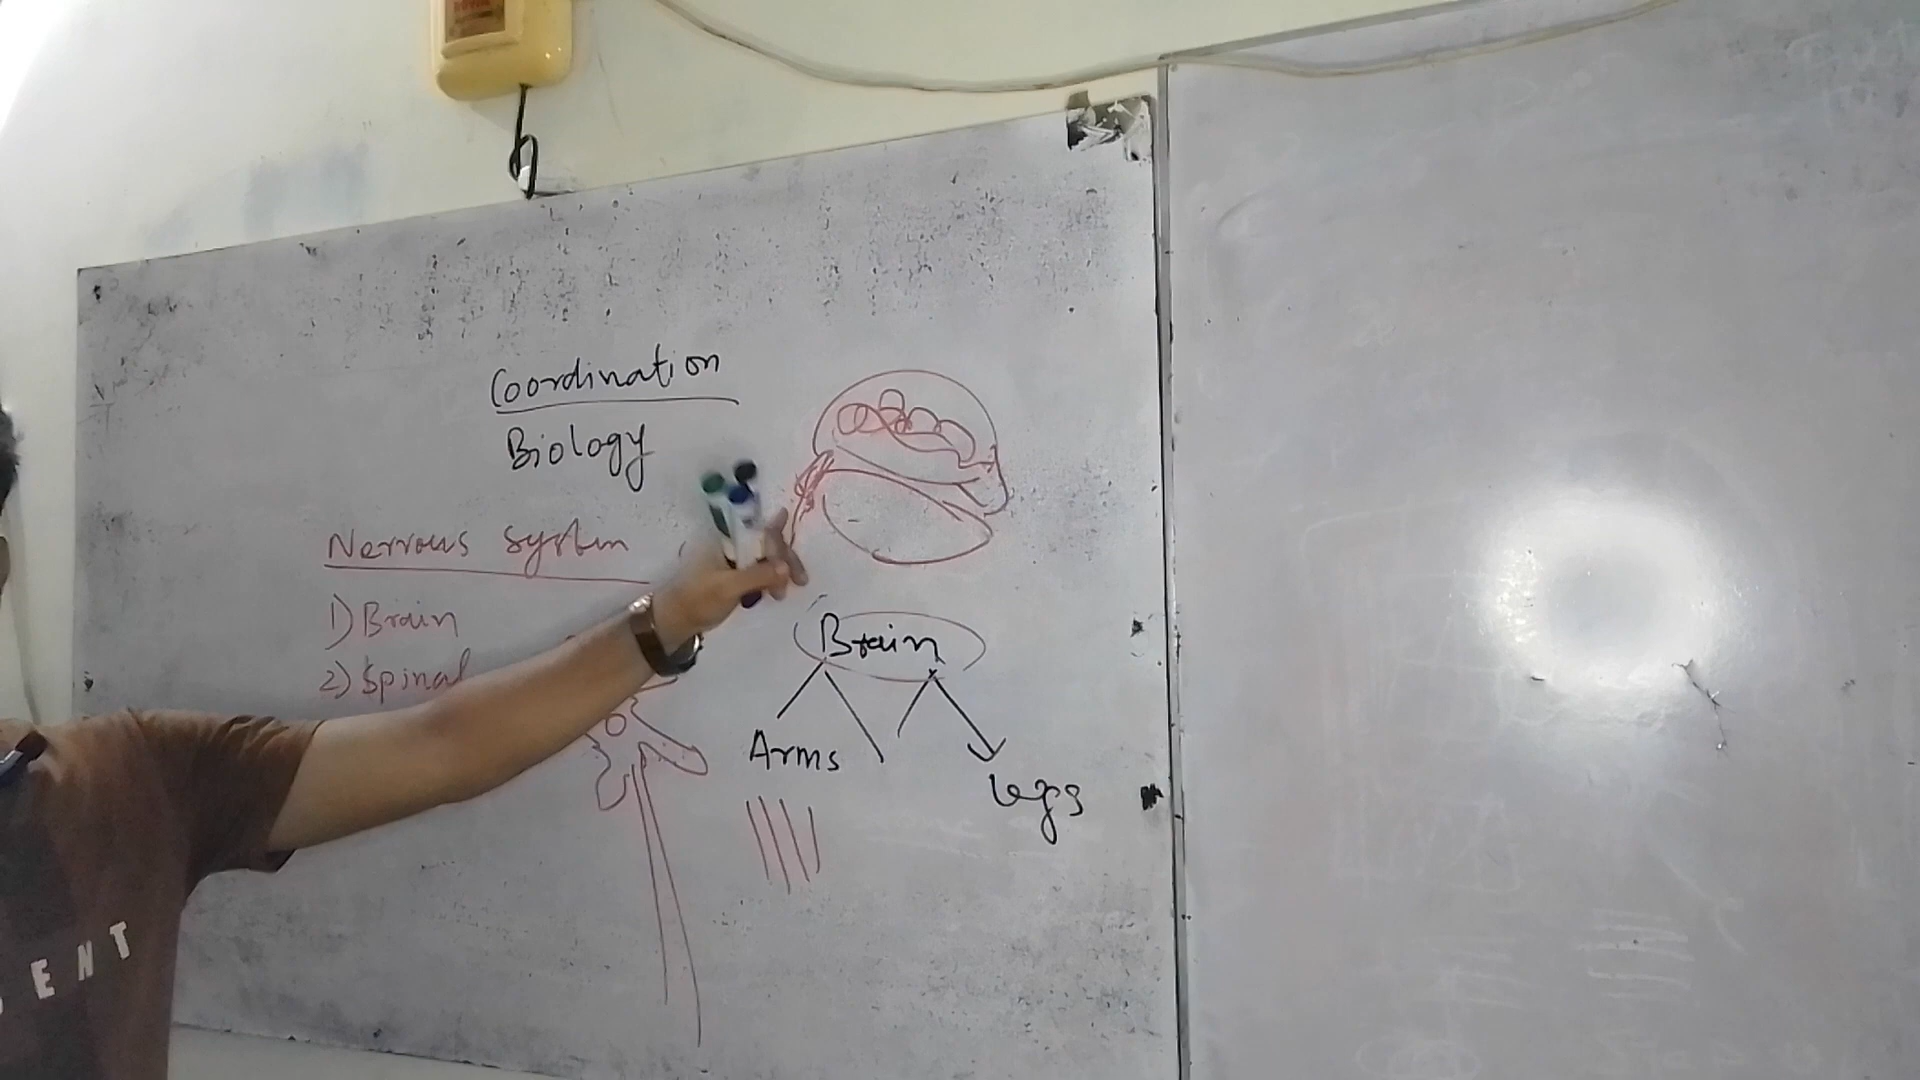 Coordination
Biology
Nervous system
1) Brain
2) Spinal
Brain
Arms
legs
ENT